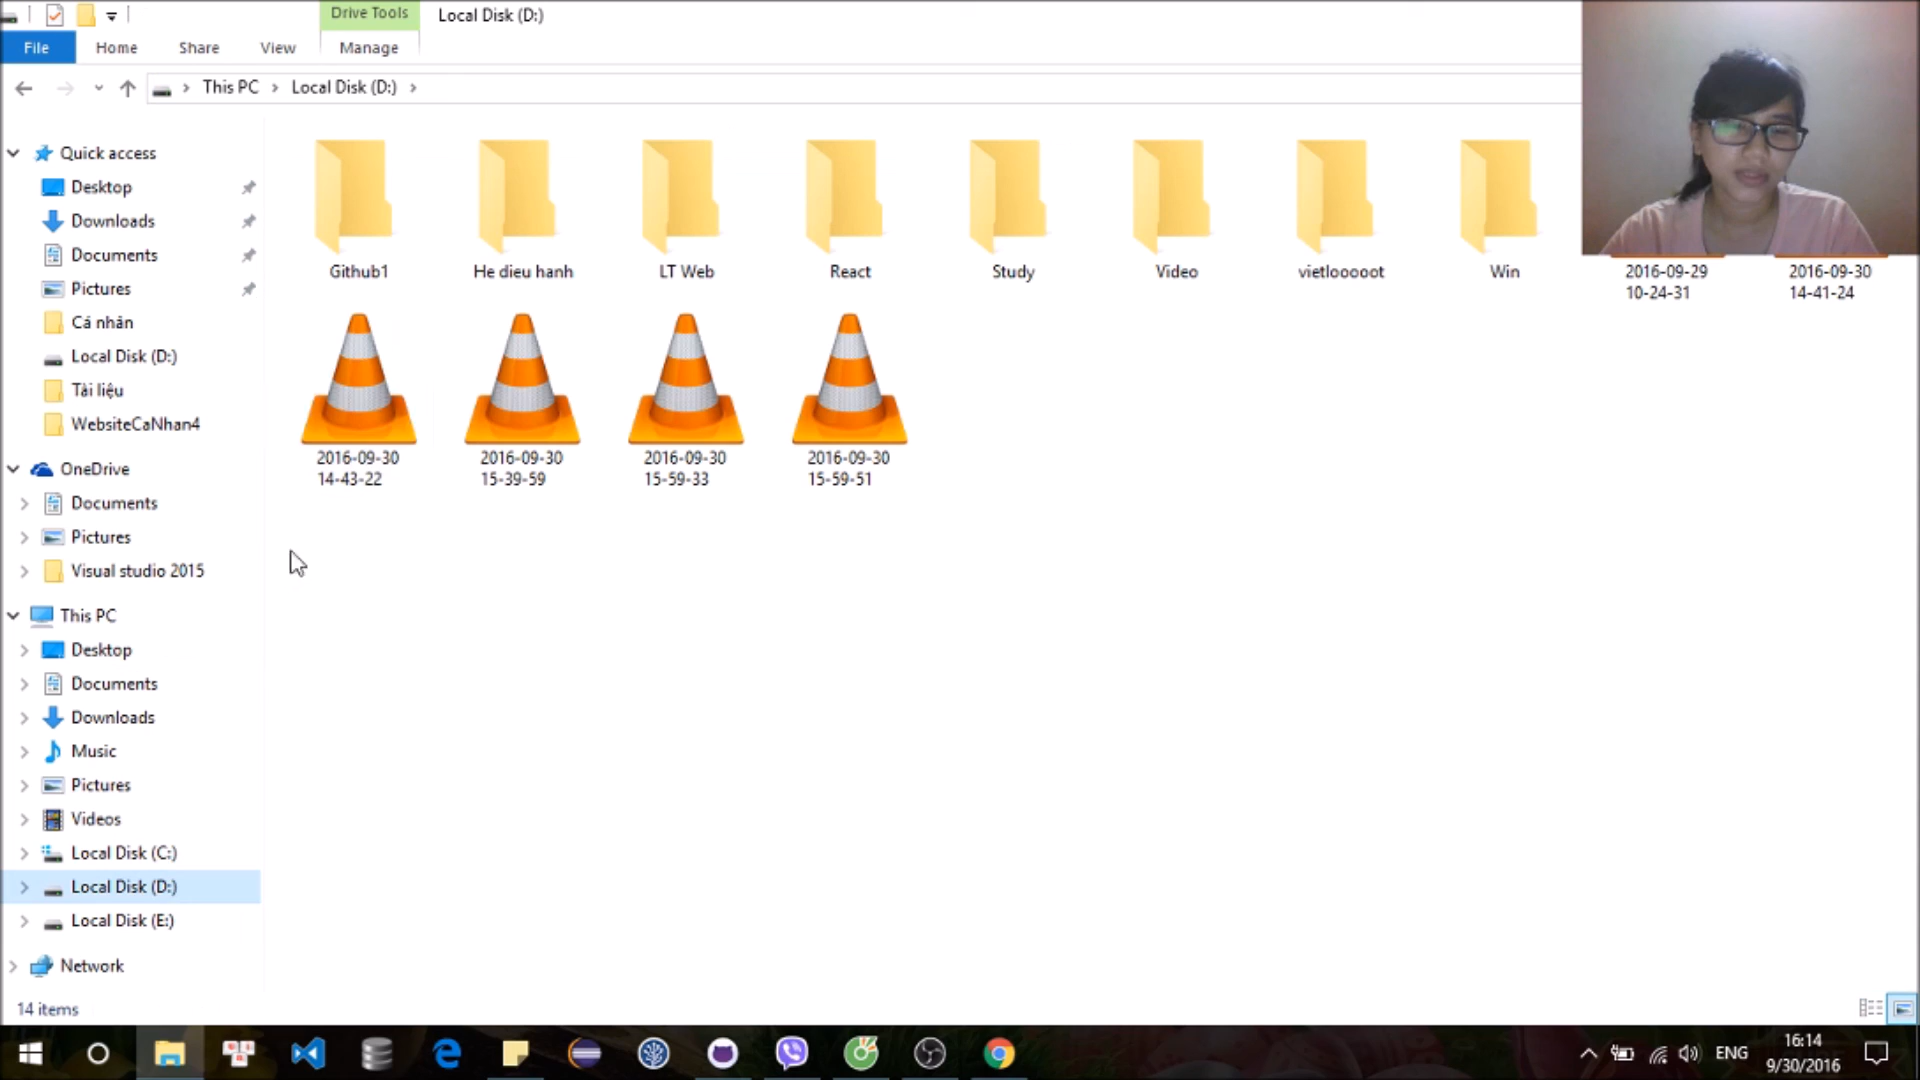 Drive Tools
Local Disk (D:)
File
Home
Share
View
Manage
This PC
Local Disk (D:)
Quick access
Desktop
Downloads
Documents
Pictures
Cá nhân
Local Disk (D:)
Tài liệu
WebsiteCaNhan4
OneDrive
Documents
Pictures
Visual studio 2015
This PC
Desktop
Documents
Downloads
Music
Pictures
Videos
Local Disk (C:)
Local Disk (D:)
Local Disk (E:)
Network
Github1
He dieu hanh
LT Web
React
Study
Video
vietlooooot
Win
2016-09-29
10-24-31
2016-09-30
14-41-24
2016-09-30
14-43-22
2016-09-30
15-39-59
2016-09-30
15-59-33
2016-09-30
15-59-51
14 items
ENG
16:14
9/30/2016